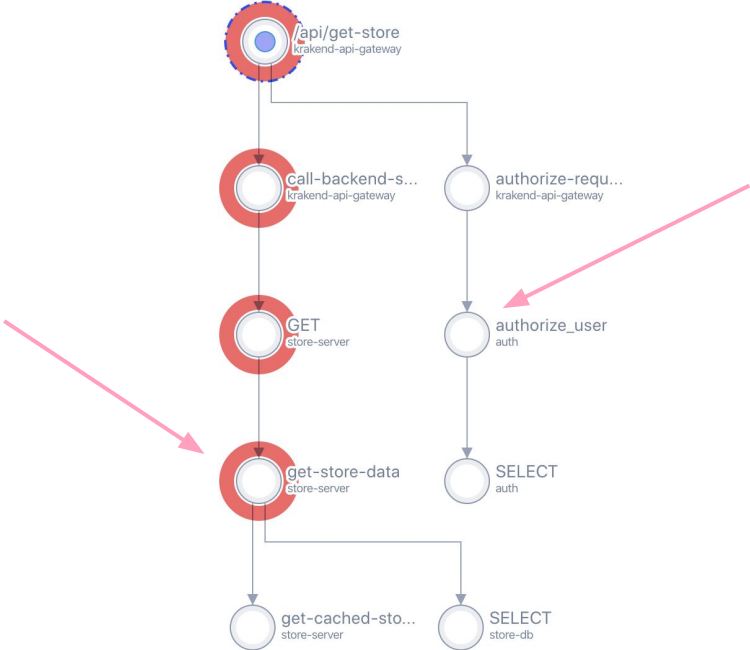 /api/get-store
krakend-api-gateway
call-backend-s...
krakend-api-gateway
authorize-requ...
krakend-api-gateway
GET
store-server
authorize_user
auth
get-store-data
store-server
SELECT
auth
get-cached-sto...
store-server
SELECT
store-db